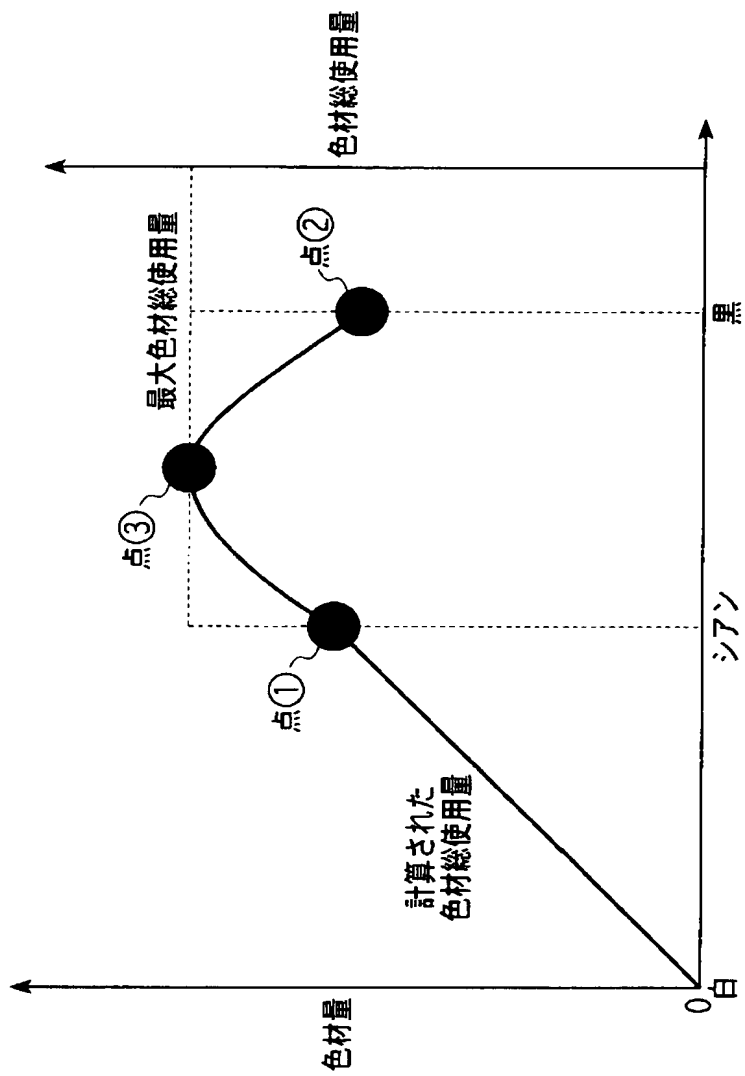 色材量
色材総使用量
最大色材総使用量
点③
点②
点①
計算された
色材総使用量
0
白
シアン
黒